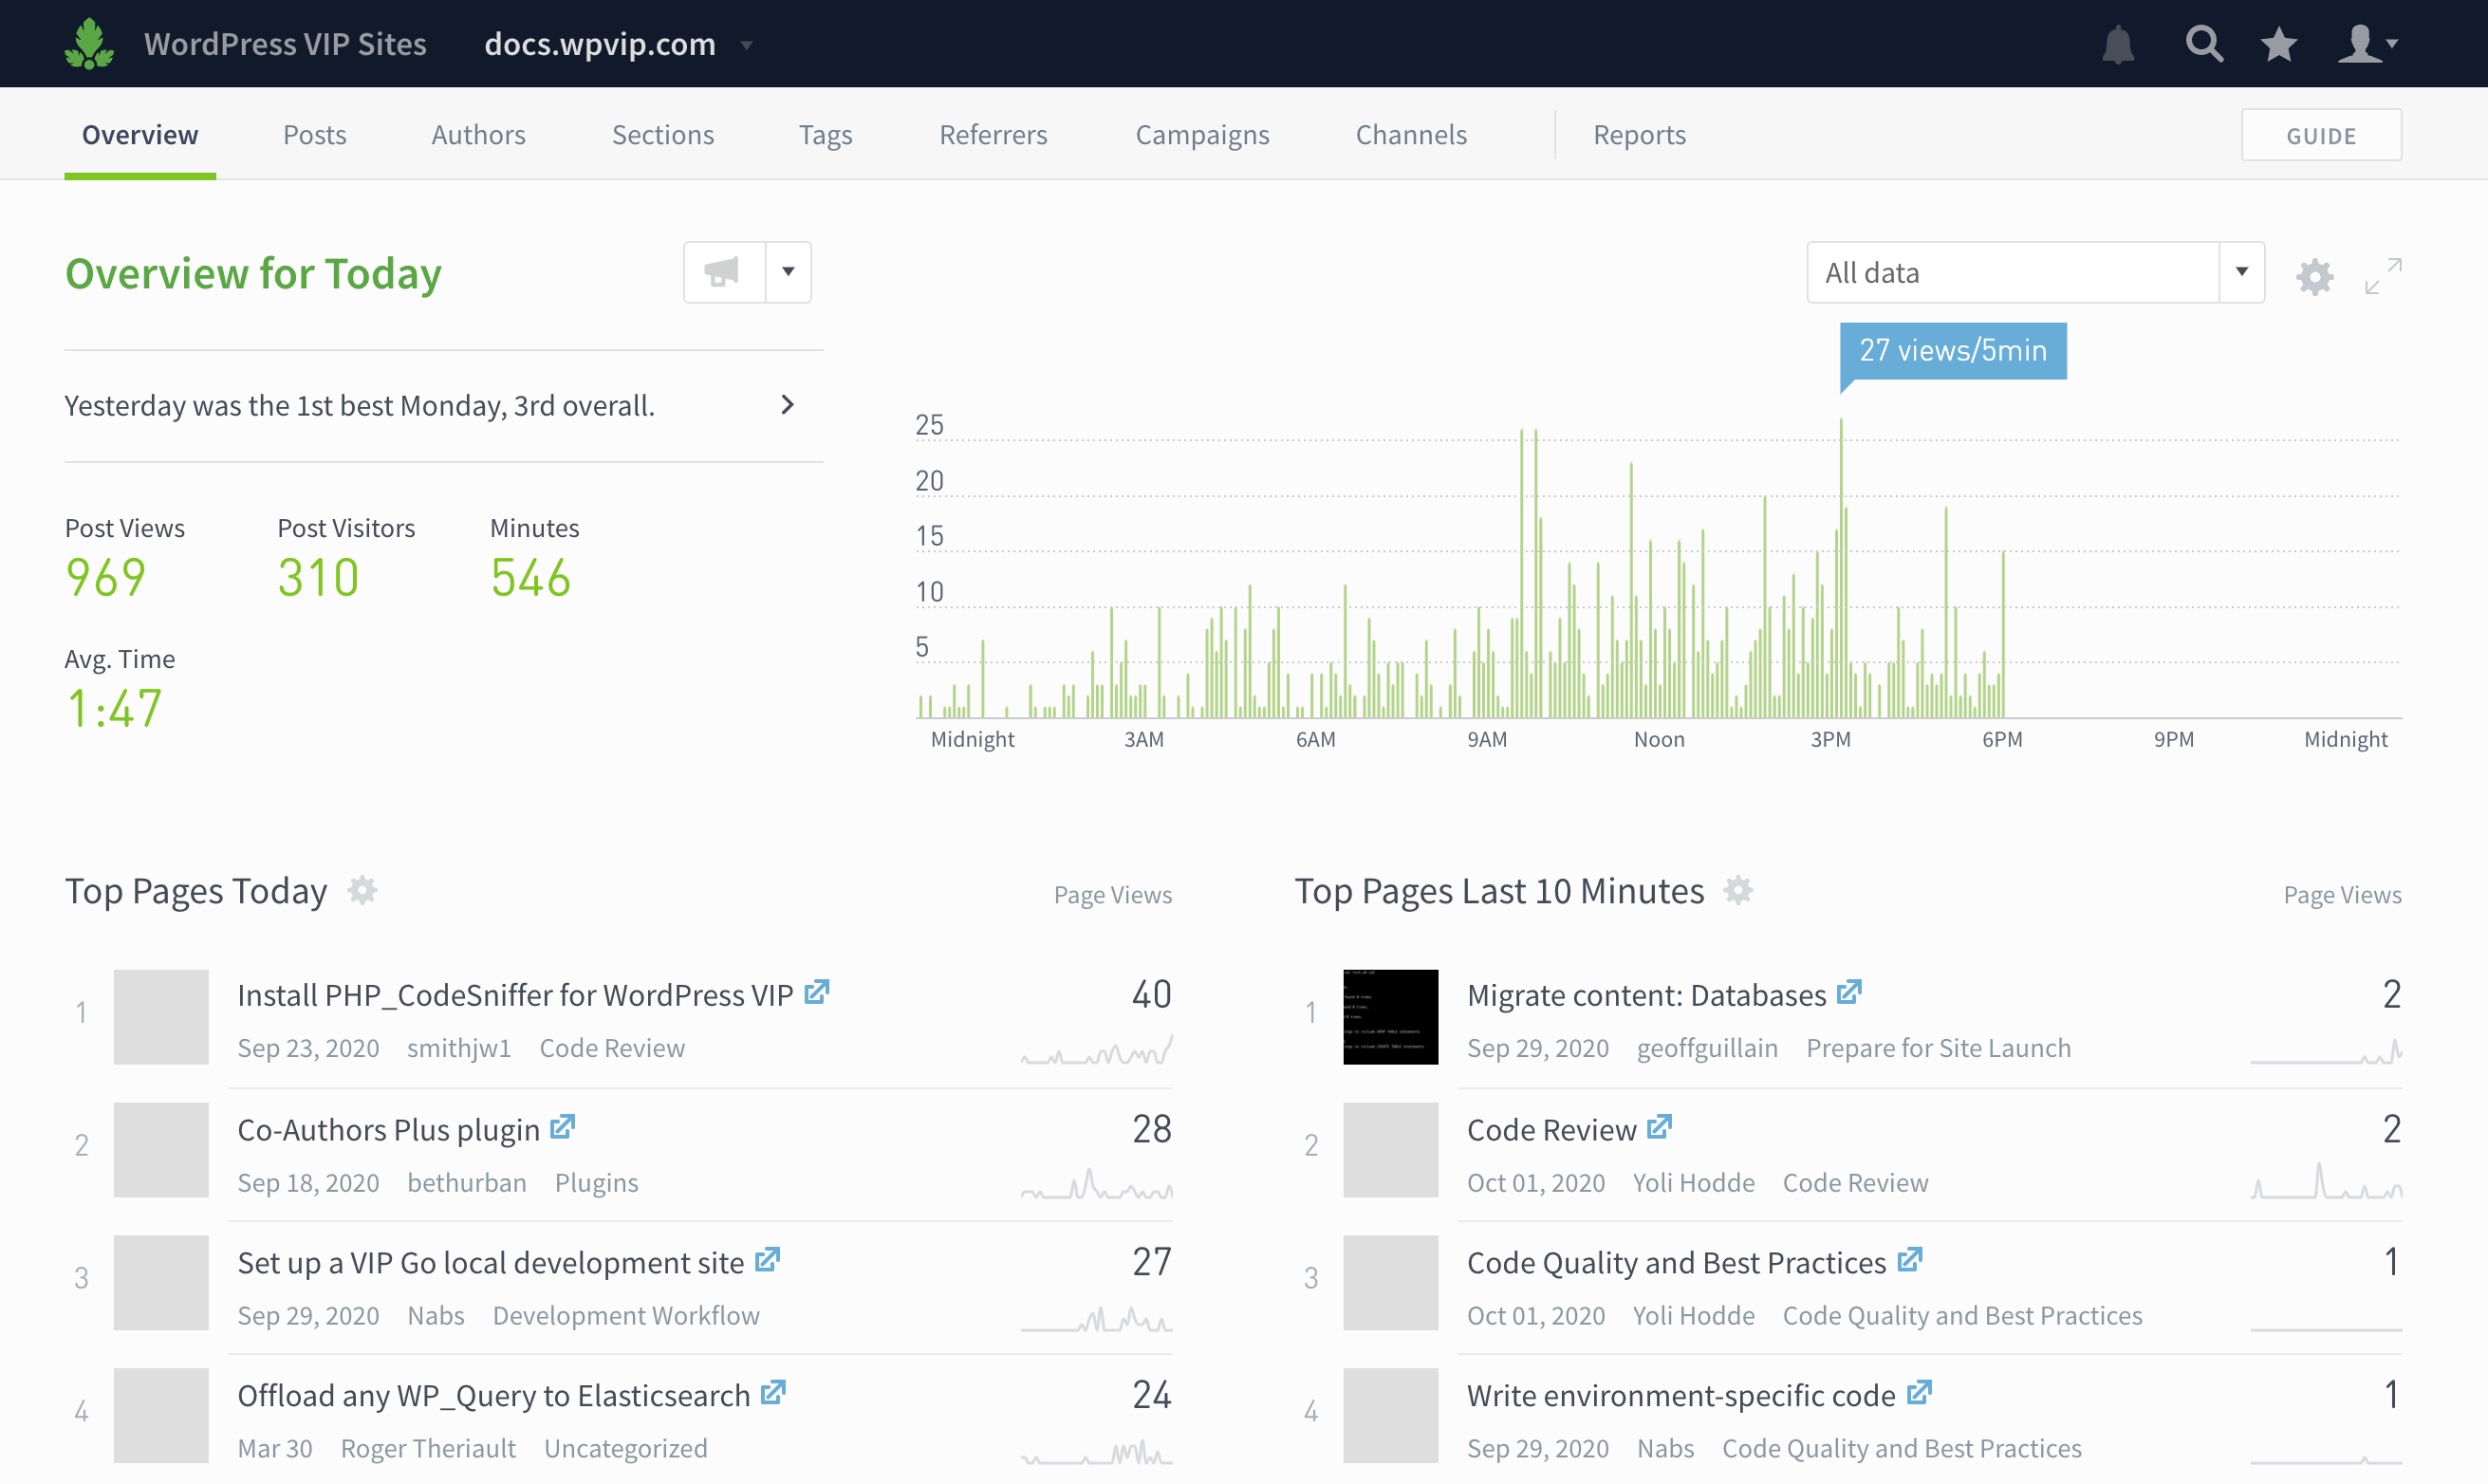 WordPress VIP Sites docs.wpvip.com
Overview Posts Authors Sections Tags Referrers Campaigns Channels Reports GUIDE
Overview for Today
All data
27 views/5min
Yesterday was the 1st best Monday, 3rd overall.
Post Views Post Visitors Minutes
969 310 546
Avg. Time
1:47
25
20
15
10
5
Midnight 3AM 6AM 9AM Noon 3PM 6PM 9PM Midnight
Top Pages Today Page Views
1 Install PHP_CodeSniffer for WordPress VIP 40
Sep 23, 2020 smithjw1 Code Review
2 Co-Authors Plus plugin 28
Sep 18, 2020 bethurban Plugins
3 Set up a VIP Go local development site 27
Sep 29, 2020 Nabs Development Workflow
4 Offload any WP_Query to Elasticsearch 24
Mar 30 Roger Theriault Uncategorized
Top Pages Last 10 Minutes Page Views
1 Migrate content: Databases 2
Sep 29, 2020 geoffguillain Prepare for Site Launch
2 Code Review 2
Oct 01, 2020 Yoli Hodde Code Review
3 Code Quality and Best Practices 1
Oct 01, 2020 Yoli Hodde Code Quality and Best Practices
4 Write environment-specific code 1
Sep 29, 2020 Nabs Code Quality and Best Practices